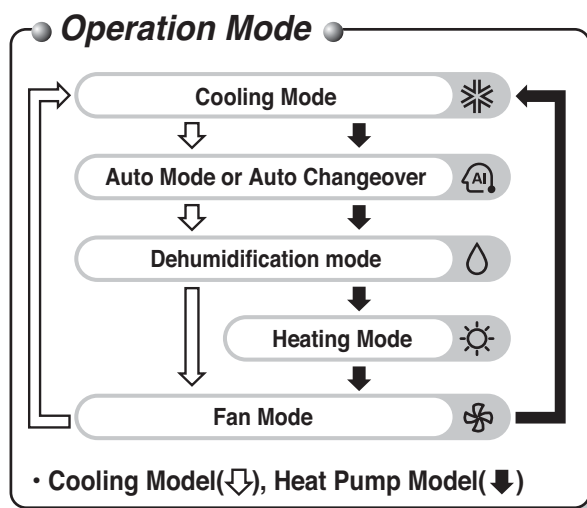 Operation Mode
Cooling Mode
Auto Mode or Auto Changeover
AI
Dehumidification mode
Heating Mode
Fan Mode
• Cooling Model(⇩), Heat Pump Model(⬇)